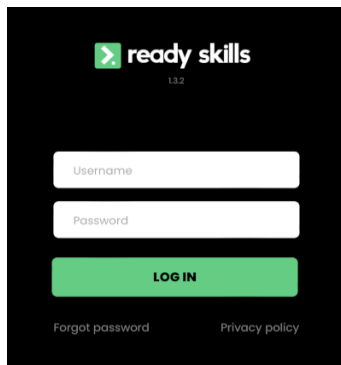 ready skills
1.3.2
Username
Password
LOG IN
Forgot password Privacy policy